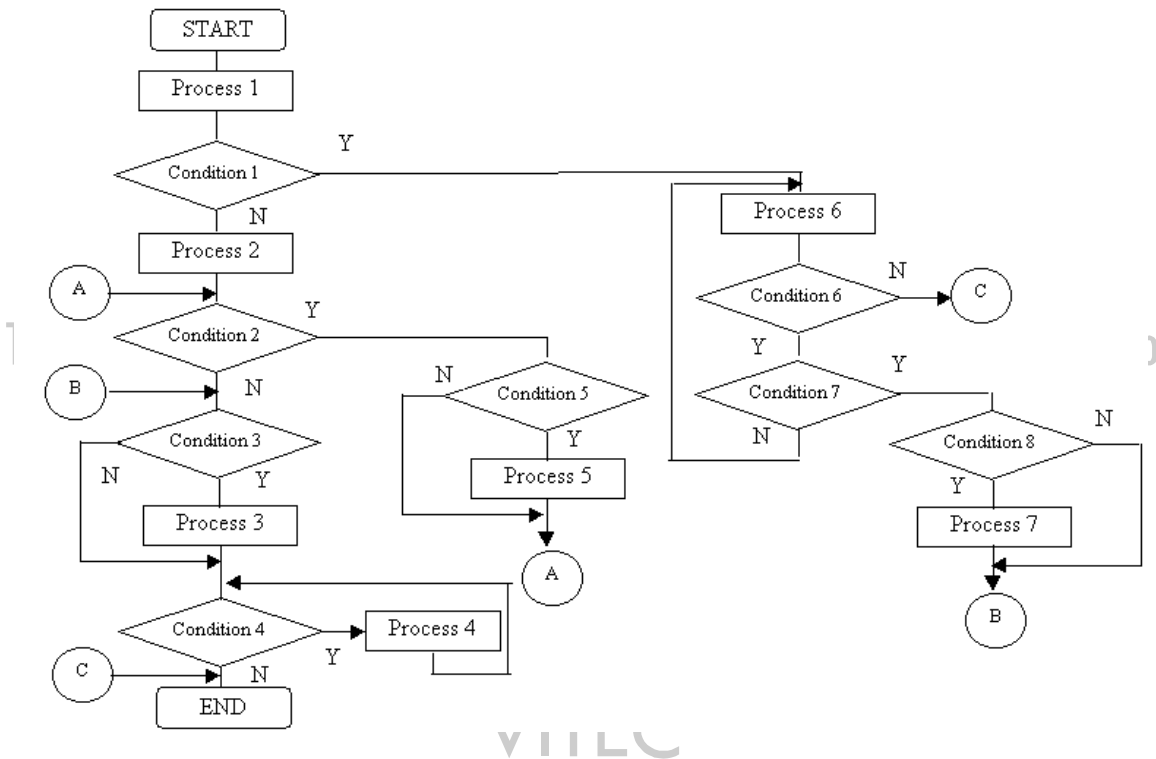 START
Process 1
Y
Condition 1
N
Process 2
A
Y
Condition 2
N
B
Condition 3
N
Y
Process 3
Condition 4
Process 4
Y
C
N
END
N
Condition 5
Y
Process 5
A
Process 6
N
Condition 6
C
Y
Y
Condition 7
N
N
Condition 8
Y
Process 7
B